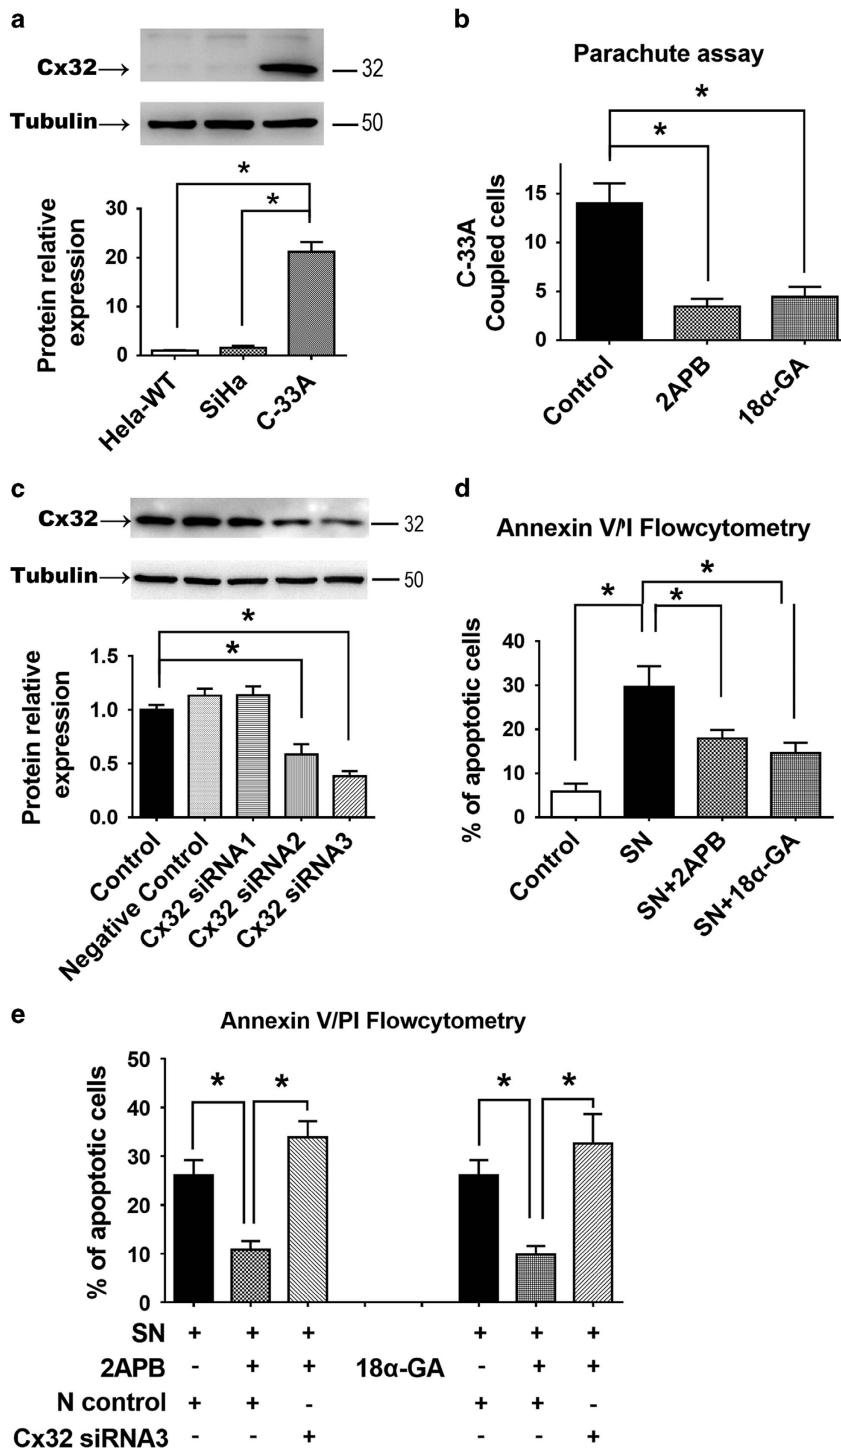 a
Cx32→ —32
Tubulin→ —50
* *
Protein relative
expression
30
20
10
0
Hela-WT SiHa C-33A
b
Parachute assay
* *
C-33A
Coupled cells
15
10
5
0
Control 2APB 18α-GA
c
Cx32→ —32
Tubulin→ —50
* *
Protein relative
expression
1.5
1.0
0.5
0.0
Control Negative Control Cx32 siRNA1 Cx32 siRNA2 Cx32 siRNA3
d
Annexin V/I Flowcytometry
* * *
% of apoptotic cells
40
30
20
10
0
Control SN SN+2APB SN+18α-GA
e
Annexin V/PI Flowcytometry
* * * *
% of apoptotic cells
50
40
30
20
10
0
SN + + + + + +
2APB - + + 18α-GA - + +
N control + + - + + -
Cx32 siRNA3 - - + - - +